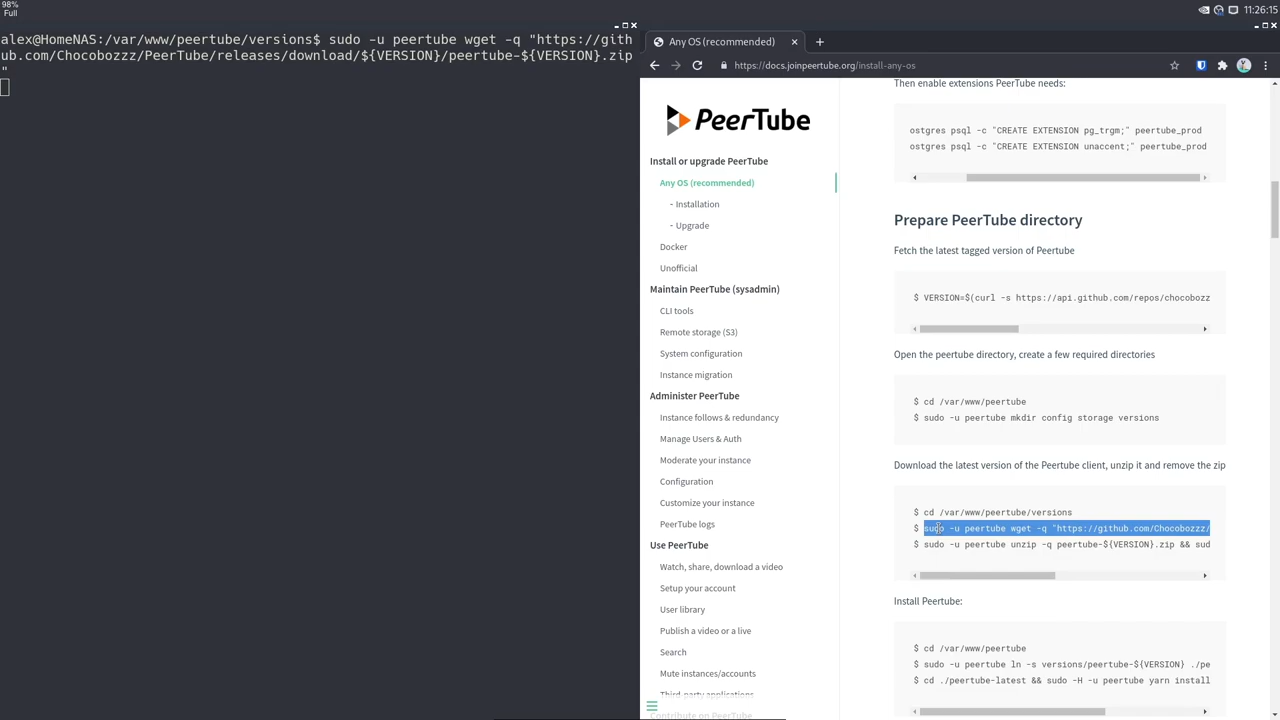 98%
Full
11:26:15
alex@HomeNAS:/var/www/peertube/versions$ sudo -u peertube wget -q "https://gith
ub.com/Chocobozzz/PeerTube/releases/download/${VERSION}/peertube-${VERSION}.zip
"
Any OS (recommended)
https://docs.joinpeertube.org/install-any-os
PeerTube
Install or upgrade PeerTube
Any OS (recommended)
- Installation
- Upgrade
Docker
Unofficial
Maintain PeerTube (sysadmin)
CLI tools
Remote storage (S3)
System configuration
Instance migration
Administer PeerTube
Instance follows & redundancy
Manage Users & Auth
Moderate your instance
Configuration
Customize your instance
PeerTube logs
Use PeerTube
Watch, share, download a video
Setup your account
User library
Publish a video or a live
Search
Mute instances/accounts
Third-party applications
Contribute on PeerTube
Then enable extensions PeerTube needs:
ostgres psql -c "CREATE EXTENSION pg_trgm;" peertube_prod
ostgres psql -c "CREATE EXTENSION unaccent;" peertube_prod
Prepare PeerTube directory
Fetch the latest tagged version of Peertube
$ VERSION=$(curl -s https://api.github.com/repos/chocobozz
Open the peertube directory, create a few required directories
$ cd /var/www/peertube
$ sudo -u peertube mkdir config storage versions
Download the latest version of the Peertube client, unzip it and remove the zip
$ cd /var/www/peertube/versions
$ sudo -u peertube wget -q "https://github.com/Chocobozzz/
$ sudo -u peertube unzip -q peertube-${VERSION}.zip && sud
Install Peertube:
$ cd /var/www/peertube
$ sudo -u peertube ln -s versions/peertube-${VERSION} ./pe
$ cd ./peertube-latest && sudo -H -u peertube yarn install